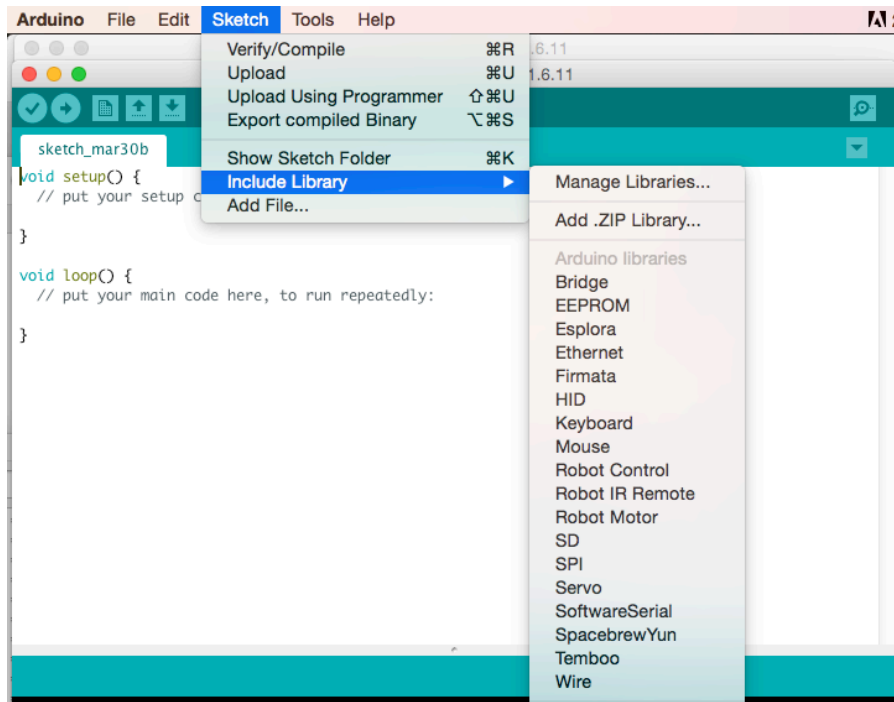 Arduino File Edit Sketch Tools Help
.6.11
1.6.11
Verify/Compile ⌘R
Upload ⌘U
Upload Using Programmer ⇧⌘U
Export compiled Binary ⌥⌘S
Show Sketch Folder ⌘K
Include Library ▶
Add File...
sketch_mar30b
void setup() {
// put your setup c
}
void loop() {
// put your main code here, to run repeatedly:
}
Manage Libraries...
Add .ZIP Library...
Arduino libraries
Bridge
EEPROM
Esplora
Ethernet
Firmata
HID
Keyboard
Mouse
Robot Control
Robot IR Remote
Robot Motor
SD
SPI
Servo
SoftwareSerial
SpacebrewYun
Temboo
Wire